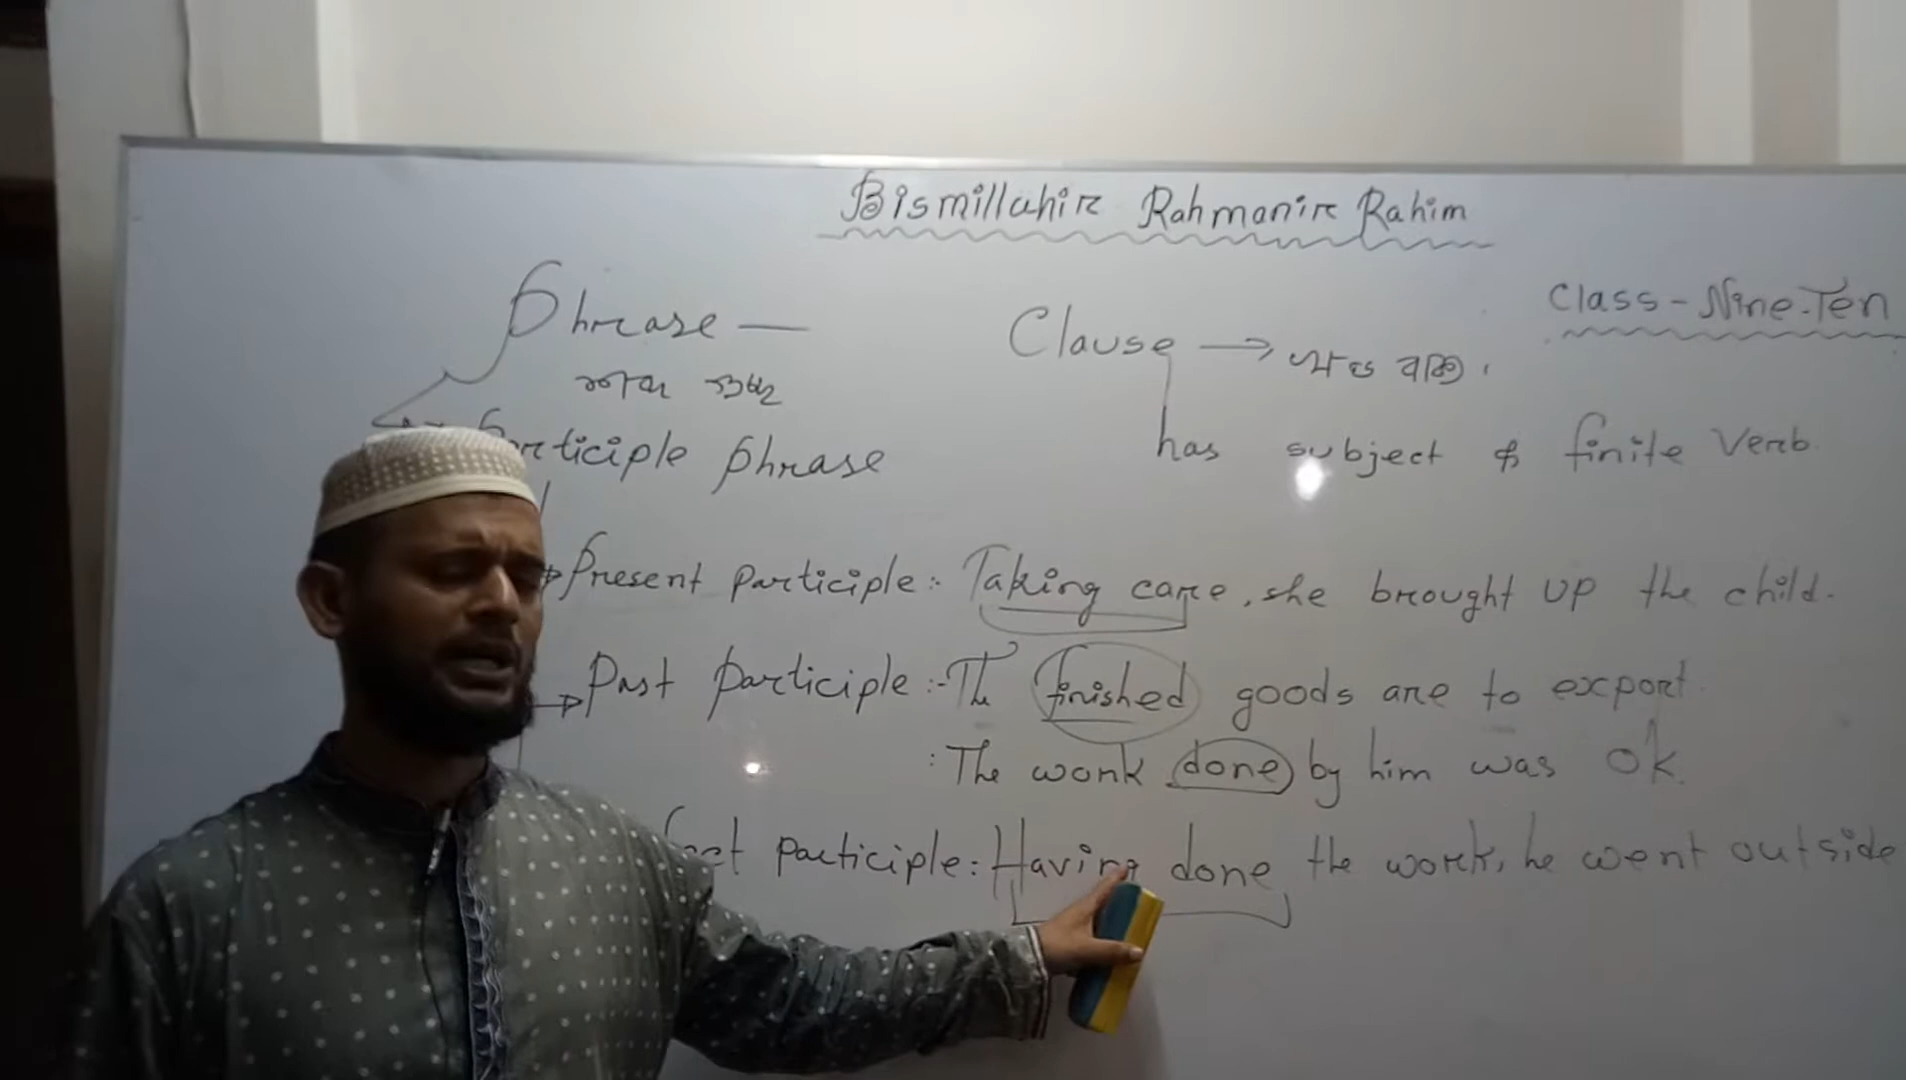 Bismillahir Rahmanir Rahim
Class-Nine-Ten
Phrase —
Clause → খন্ড বাক্য।
has subject & finite verb.
participle phrase
Present participle :- Taking care, she brought up the child.
Past participle :- The finished goods are to export.
: The work done by him was ok.
participle : Having done the work, he went outside